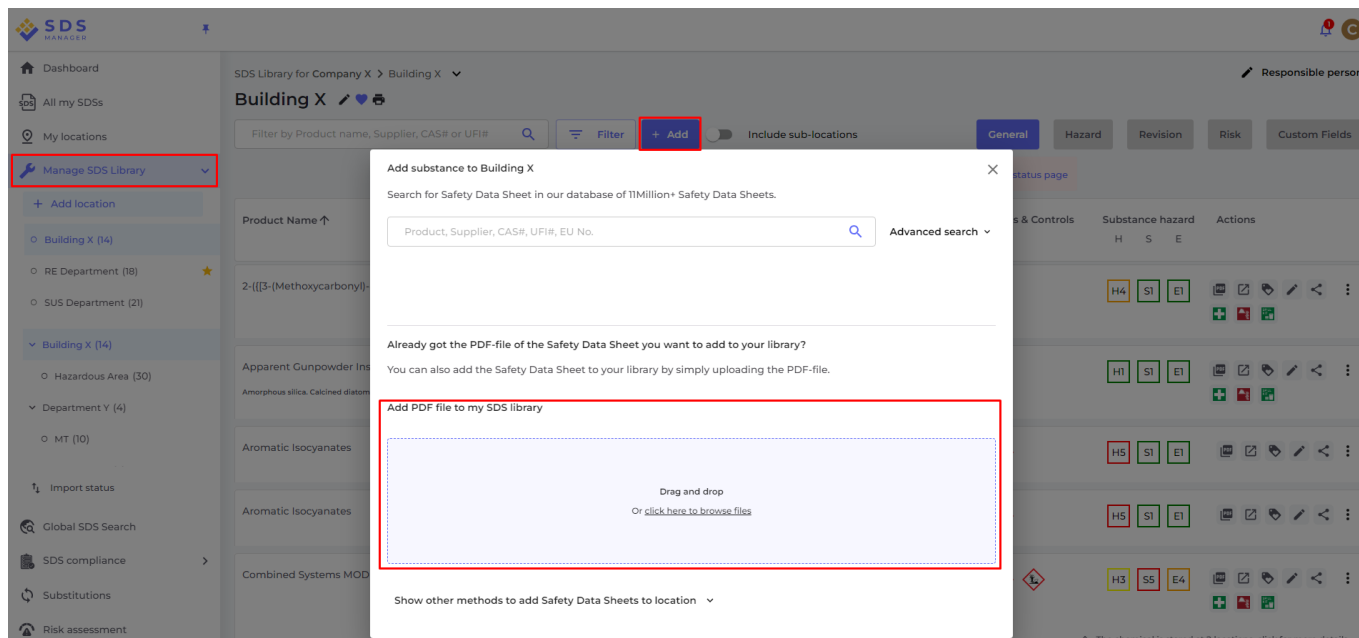 SDS
MANAGER
1
C
Dashboard
SDS All my SDSs
My locations
Manage SDS Library
+ Add location
Building X (14)
RE Department (18)
SUS Department (21)
Building X (14)
Hazardous Area (30)
Department Y (4)
MT (10)
Import status
Global SDS Search
SDS compliance
Substitutions
Risk assessment
SDS Library for Company X > Building X
Responsible person
Building X
Filter by Product name, Supplier, CAS# or UFI#
Filter
+ Add
Include sub-locations
General
Hazard
Revision
Risk
Custom Fields
status page
Product Name
s & Controls
Substance hazard
H S E
Actions
2-({[3-(Methoxycarbonyl)-
H4 S1 E1
Apparent Gunpowder Ins
Amorphous silica. Calcined diatom
H1 S1 E1
Aromatic Isocyanates
H5 S1 E1
Aromatic Isocyanates
H5 S1 E1
Combined Systems MOD
H3 S5 E4
Add substance to Building X
Search for Safety Data Sheet in our database of 11Million+ Safety Data Sheets.
Product, Supplier, CAS#, UFI#, EU No.
Advanced search
Already got the PDF-file of the Safety Data Sheet you want to add to your library?
You can also add the Safety Data Sheet to your library by simply uploading the PDF-file.
Add PDF file to my SDS library
Drag and drop
Or click here to browse files
Show other methods to add Safety Data Sheets to location